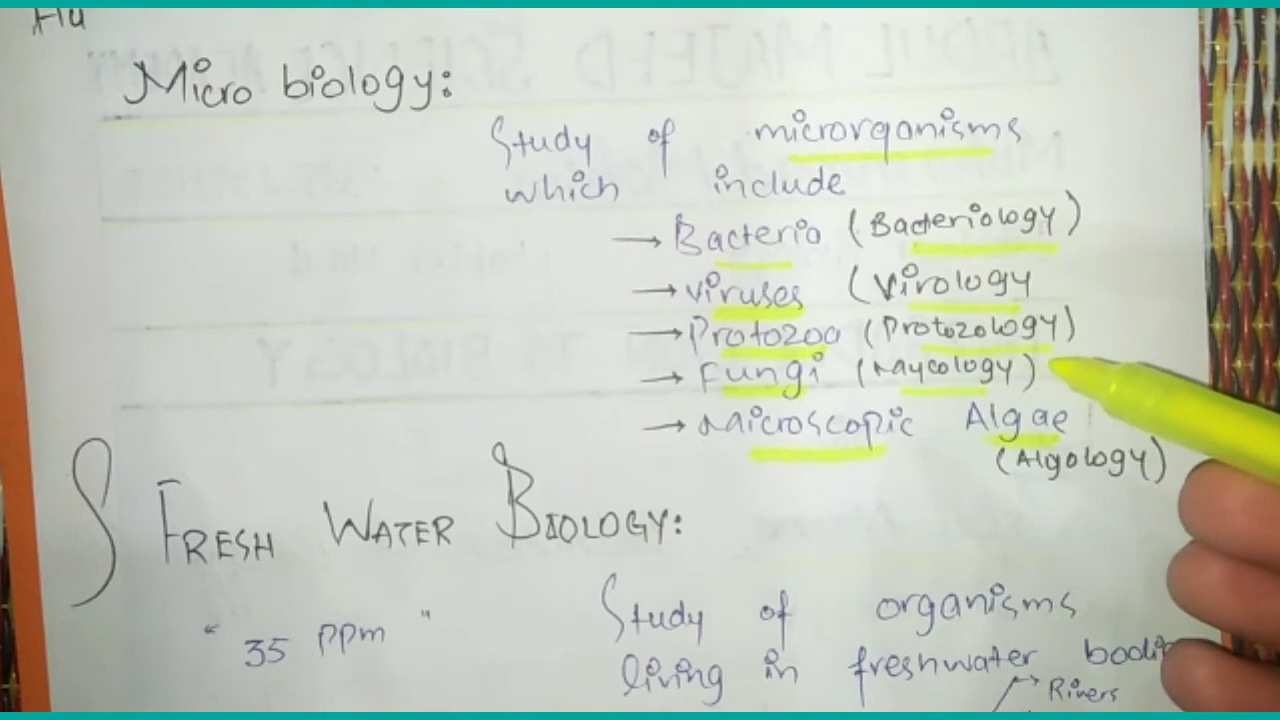 Micro biology:
Study of microrganisms
which include
→ Bacteria (Bacteriology)
→ viruses (Virology
→ Protozoa (Protozology)
→ Fungi (Maycology)
→ Microscopic Algae
(Algology)
FRESH WATER BIOLOGY:
" 35 ppm "
Study of organisms
living in freshwater
→ Rivers